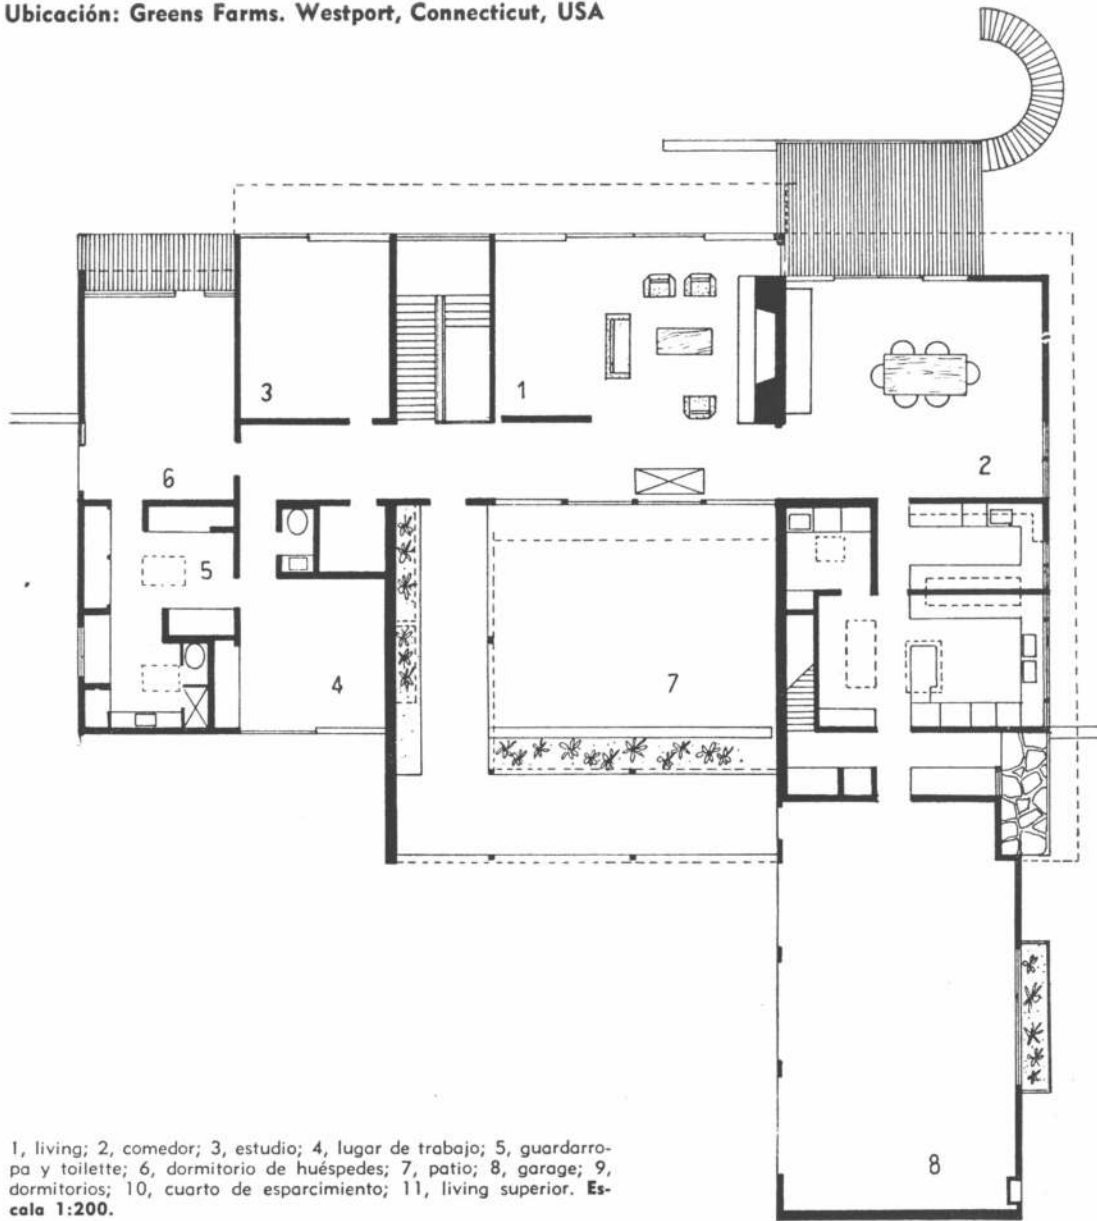 Ubicación: Greens Farms. Westport, Connecticut, USA
3
1
2
6
5
4
7
8
1, living; 2, comedor; 3, estudio; 4, lugar de trabajo; 5, guardarro-
pa y toilette; 6, dormitorio de huéspedes; 7, patio; 8, garage; 9,
dormitorios; 10, cuarto de esparcimiento; 11, living superior. Es-
cala 1:200.